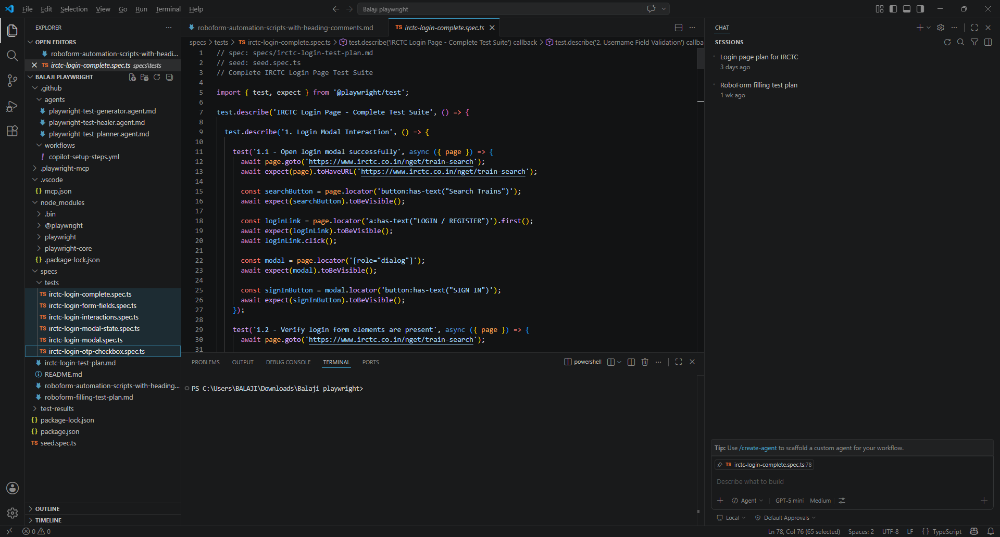 File Edit Selection View Go Run Terminal Help
Balaji playwright
EXPLORER
OPEN EDITORS
roboform-automation-scripts-with-headi...
TS irctc-login-complete.spec.ts specs\tests
BALAJI PLAYWRIGHT
.github
agents
playwright-test-generator.agent.md
playwright-test-healer.agent.md
playwright-test-planner.agent.md
workflows
! copilot-setup-steps.yml
.playwright-mcp
.vscode
{} mcp.json
node_modules
.bin
@playwright
playwright
playwright-core
{} .package-lock.json
specs
tests
TS irctc-login-complete.spec.ts
TS irctc-login-form-fields.spec.ts
TS irctc-login-interactions.spec.ts
TS irctc-login-modal-state.spec.ts
TS irctc-login-modal.spec.ts
TS irctc-login-otp-checkbox.spec.ts
irctc-login-test-plan.md
README.md
roboform-automation-scripts-with-heading...
roboform-filling-test-plan.md
test-results
{} package-lock.json
{} package.json
TS seed.spec.ts
OUTLINE
TIMELINE
roboform-automation-scripts-with-heading-comments.md
TS irctc-login-complete.spec.ts
specs > tests > TS irctc-login-complete.spec.ts > test.describe('IRCTC Login Page - Complete Test Suite') callback > test.describe('2. Username Field Validation') callba
1 // spec: specs/irctc-login-test-plan.md
2 // seed: seed.spec.ts
3 // Complete IRCTC Login Page Test Suite
4
5 import { test, expect } from '@playwright/test';
6
7 test.describe('IRCTC Login Page - Complete Test Suite', () => {
8
9 test.describe('1. Login Modal Interaction', () => {
10
11 test('1.1 - Open login modal successfully', async ({ page }) => {
12 await page.goto('https://www.irctc.co.in/nget/train-search');
13 await expect(page).toHaveURL('https://www.irctc.co.in/nget/train-search');
14
15 const searchButton = page.locator('button:has-text("Search Trains")');
16 await expect(searchButton).toBeVisible();
17
18 const loginLink = page.locator('a:has-text("LOGIN / REGISTER")').first();
19 await expect(loginLink).toBeVisible();
20 await loginLink.click();
21
22 const modal = page.locator('[role="dialog"]');
23 await expect(modal).toBeVisible();
24
25 const signInButton = modal.locator('button:has-text("SIGN IN")');
26 await expect(signInButton).toBeVisible();
27 });
28
29 test('1.2 - Verify login form elements are present', async ({ page }) => {
30 await page.goto('https://www.irctc.co.in/nget/train-search');
31
PROBLEMS OUTPUT DEBUG CONSOLE TERMINAL PORTS
powershell
PS C:\Users\BALAJI\Downloads\Balaji playwright>
CHAT
SESSIONS
Login page plan for IRCTC
3 days ago
RoboForm filling test plan
1 wk ago
Tip: Use /create-agent to scaffold a custom agent for your workflow.
TS irctc-login-complete.spec.ts:78
Describe what to build
Agent GPT-5 mini Medium
Local Default Approvals
0 0
Ln 78, Col 76 (65 selected) Spaces: 2 UTF-8 LF {} TypeScript